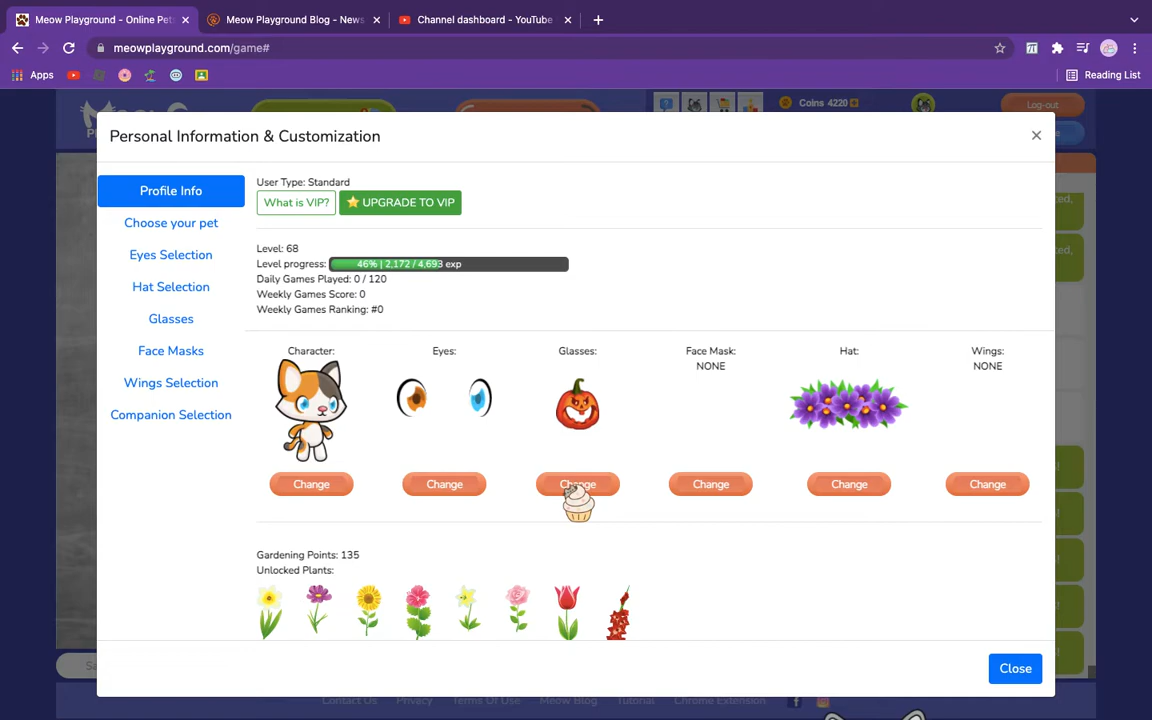 Meow Playground - Online Pets
Meow Playground Blog - News
Channel dashboard - YouTube
meowplayground.com/game#
Apps
Reading List
Coins 4220
Log-out
Personal Information & Customization
Profile Info
Choose your pet
Eyes Selection
Hat Selection
Glasses
Face Masks
Wings Selection
Companion Selection
User Type: Standard
What is VIP?
UPGRADE TO VIP
Level: 68
Level progress: 46% | 2,172 / 4,693 exp
Daily Games Played: 0 / 120
Weekly Games Score: 0
Weekly Games Ranking: #0
Character:
Eyes:
Glasses:
Face Mask:
Hat:
Wings:
NONE
NONE
Change
Change
Change
Change
Change
Change
Gardening Points: 135
Unlocked Plants:
Close
Contact Us
Privacy
Terms Of Use
Meow Blog
Tutorial
Chrome Extension